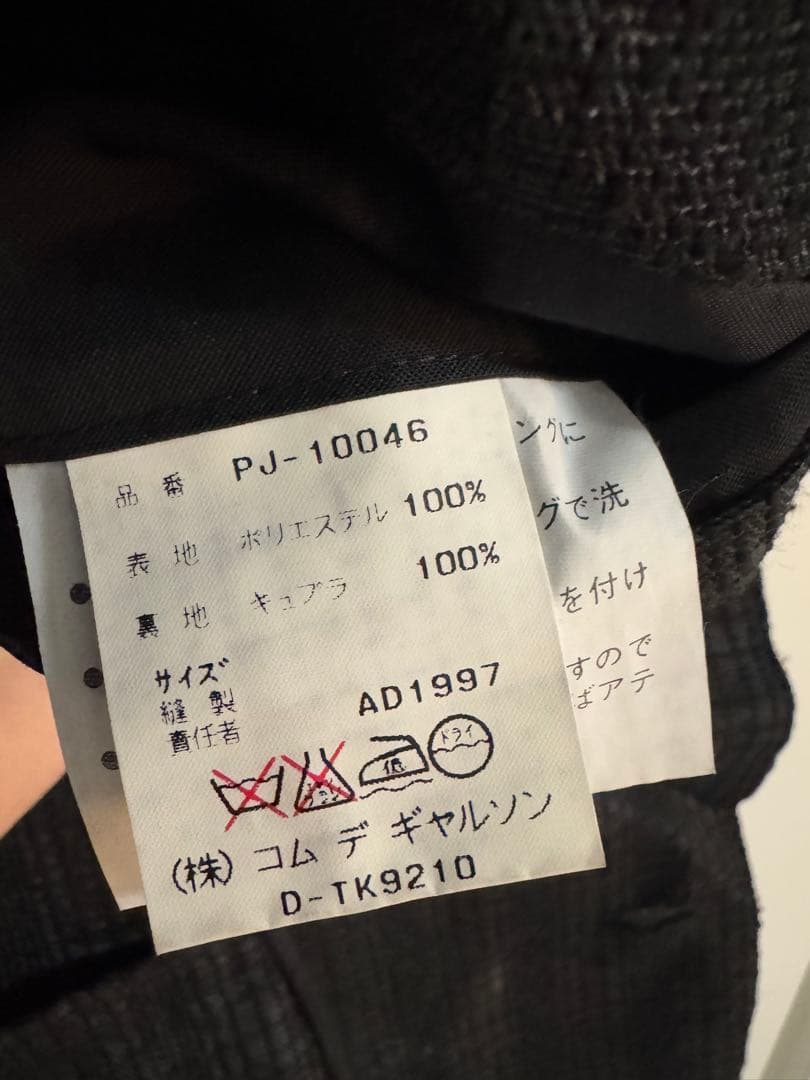 品番 PJ-10046
表地 ポリエステル 100%
裏地 キュプラ 100%
サイズ
縫製
責任者
AD1997
低
ドライ
(株) コム デ ギャルソン
D-TK9210
ングに
グで洗
を付け
すので
ばアテ